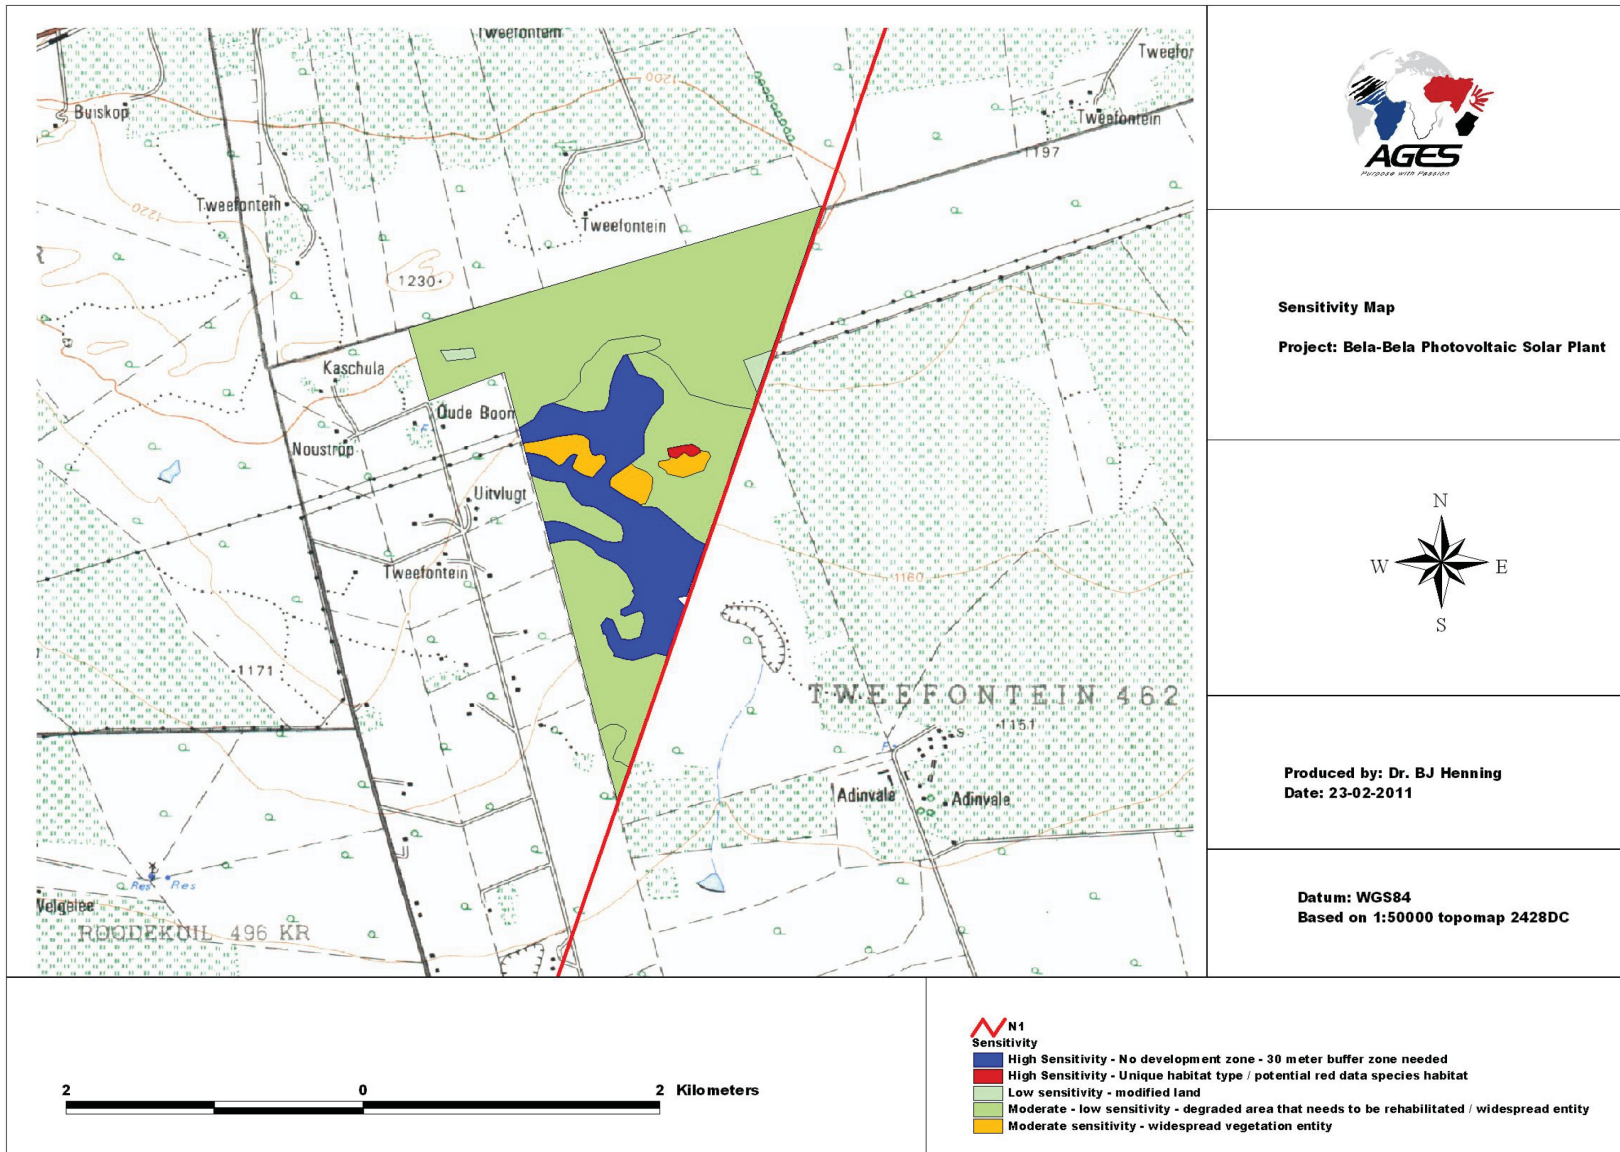 Tweefontein
Tweefor
1200
Buiskop
Tweefontein
1197
Tweefontein
1220
Tweefontein
R
1230
Kaschula
Oude Boon
F
Noustrop
Uitvlugt
Tweefontein
1160
1171
TWEEFONTEIN 462
1151
F
S
Adinvale
Adinvale
Res
Res
Welgelee
ROODEKUIL 496 KR
AGES
Purpose with Passion
Sensitivity Map
Project: Bela-Bela Photovoltaic Solar Plant
N
W
E
S
Produced by: Dr. BJ Henning
Date: 23-02-2011
Datum: WGS84
Based on 1:50000 topomap 2428DC
2
0
2 Kilometers
N1
Sensitivity
High Sensitivity - No development zone - 30 meter buffer zone needed
High Sensitivity - Unique habitat type / potential red data species habitat
Low sensitivity - modified land
Moderate - low sensitivity - degraded area that needs to be rehabilitated / widespread entity
Moderate sensitivity - widespread vegetation entity